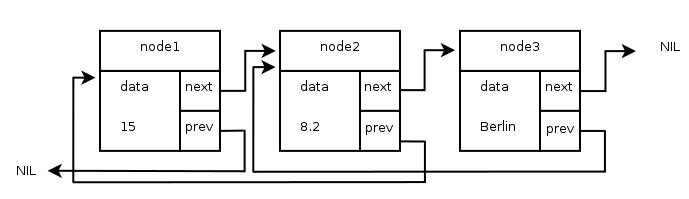 node1
node2
node3
NIL
data
next
data
next
data
next
15
prev
8.2
prev
Berlin
prev
NIL